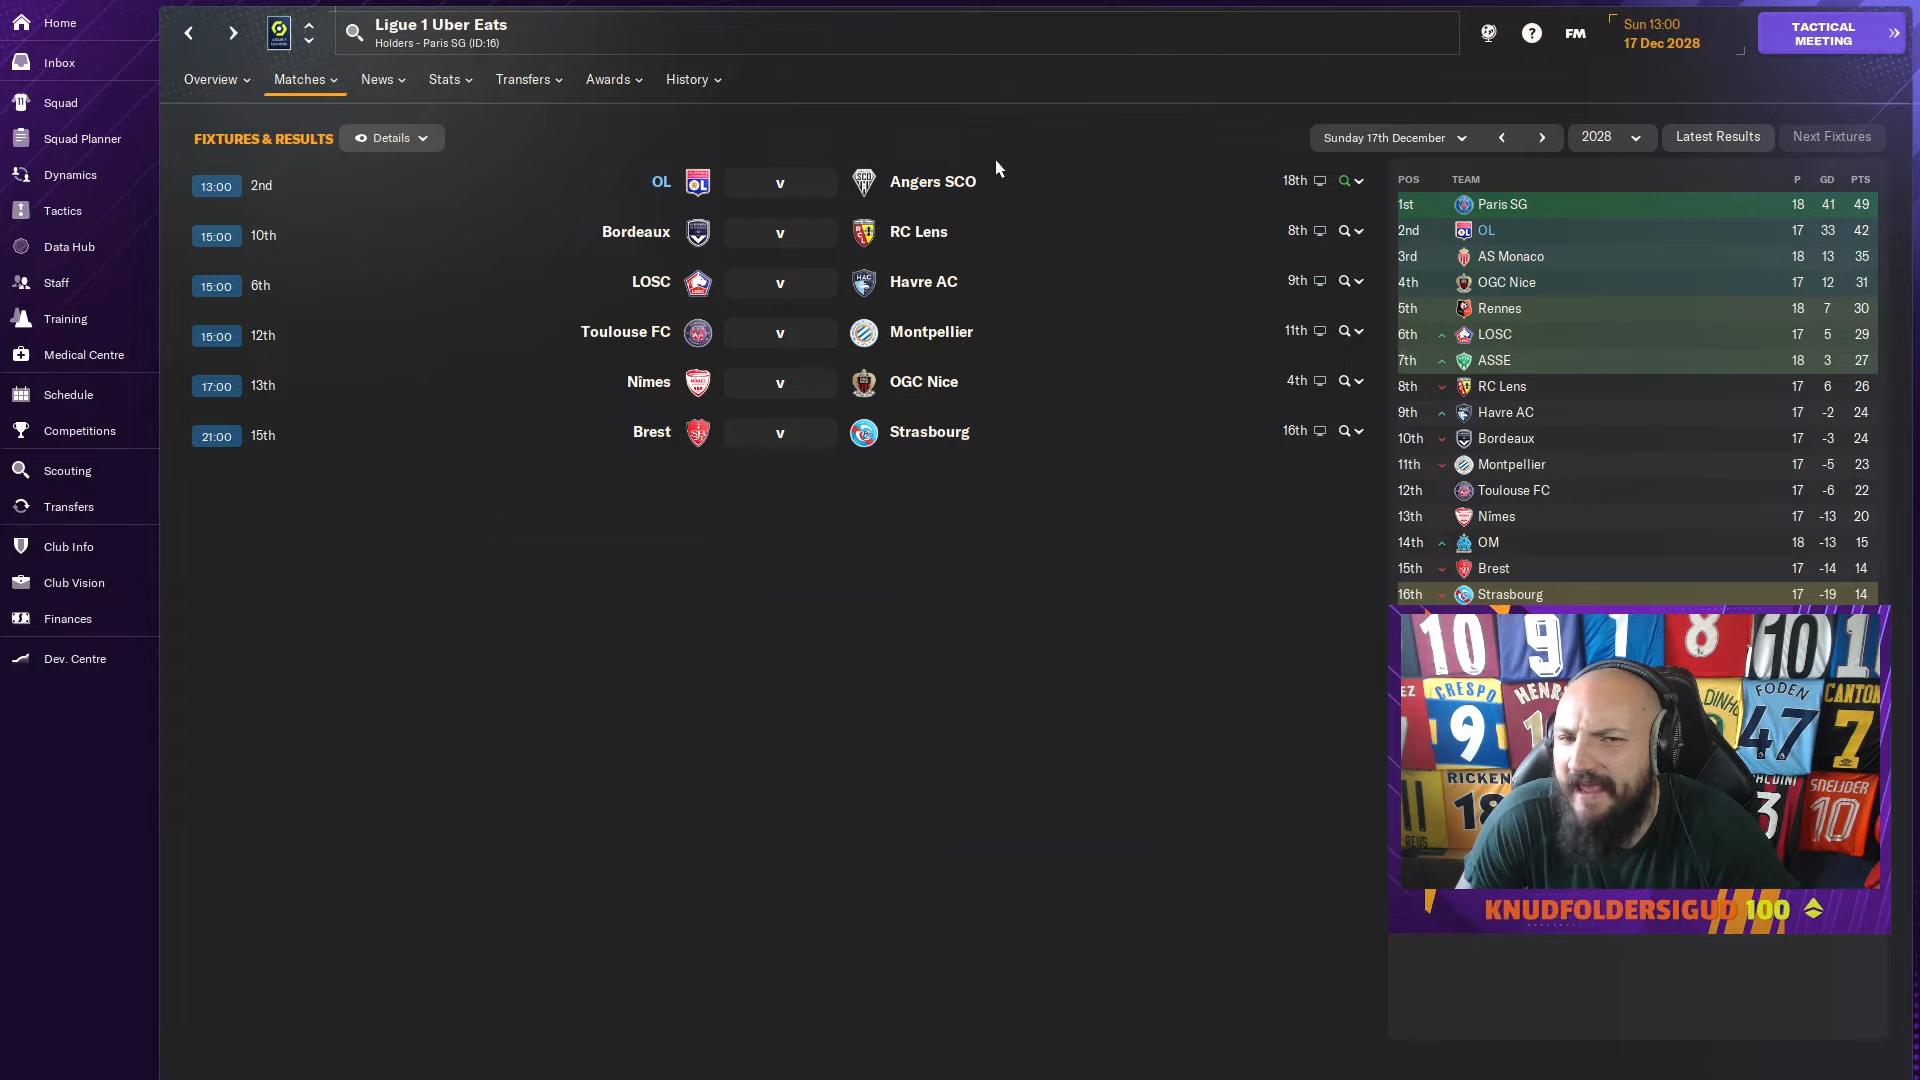 Home
Inbox
Squad
Squad Planner
Dynamics
Tactics
Data Hub
Staff
Training
Medical Centre
Schedule
Competitions
Scouting
Transfers
Club Info
Club Vision
Finances
Dev. Centre
Ligue 1 Uber Eats
Holders - Paris SG (ID:16)
FM
Sun 13:00
17 Dec 2028
TACTICAL MEETING
Overview Matches News Stats Transfers Awards History
FIXTURES & RESULTS Details
Sunday 17th December 2028 Latest Results Next Fixtures
13:00 2nd OL v Angers SCO 18th
15:00 10th Bordeaux v RC Lens 8th
15:00 6th LOSC v Havre AC 9th
15:00 12th Toulouse FC v Montpellier 11th
17:00 13th Nîmes v OGC Nice 4th
21:00 15th Brest v Strasbourg 16th
POS TEAM P GD PTS
1st Paris SG 18 41 49
2nd OL 17 33 42
3rd AS Monaco 18 13 35
4th OGC Nice 17 12 31
5th Rennes 18 7 30
6th LOSC 17 5 29
7th ASSE 18 3 27
8th RC Lens 17 6 26
9th Havre AC 17 -2 24
10th Bordeaux 17 -3 24
11th Montpellier 17 -5 23
12th Toulouse FC 17 -6 22
13th Nîmes 17 -13 20
14th OM 18 -13 15
15th Brest 17 -14 14
16th Strasbourg 17 -19 14
10 9 1 8 10 1
CRESPO 9
FODEN 47
7
RICKEN 18
SNEIJDER 10
KNUDFOLDERSIGUD 100